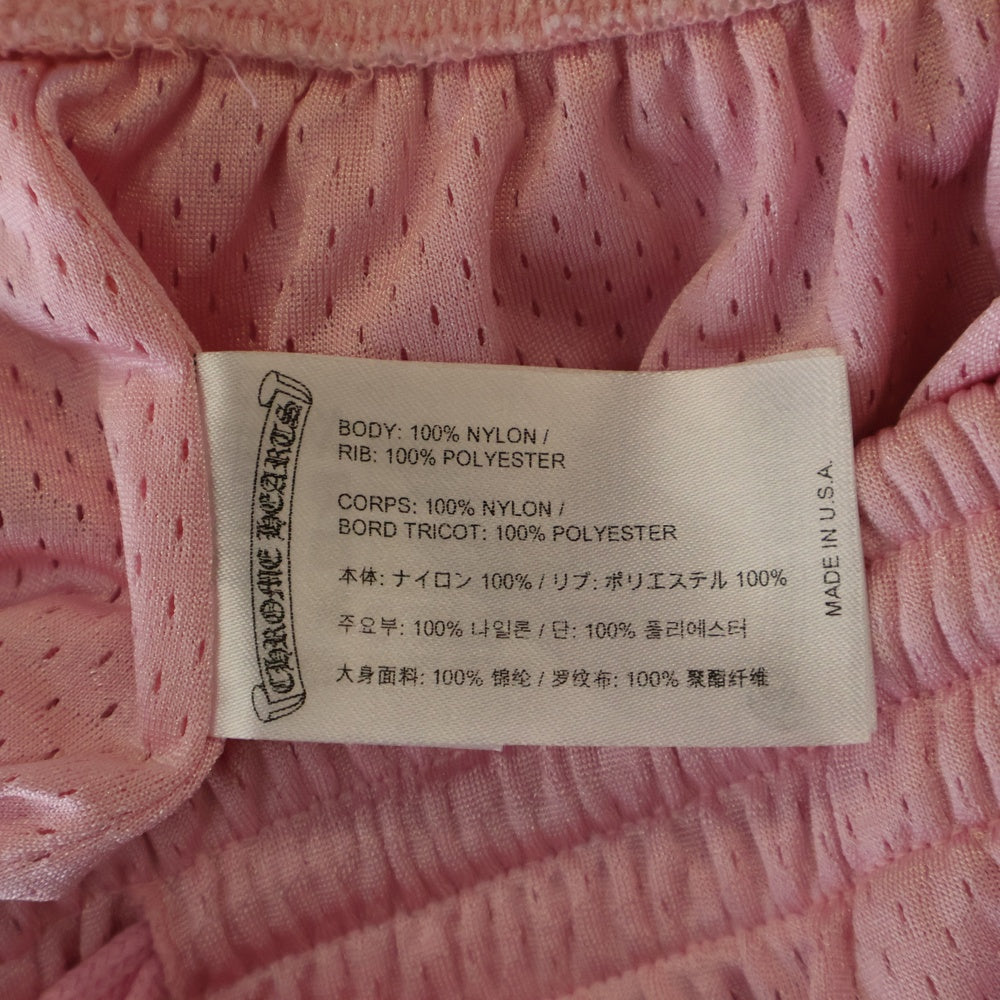 CHROME HEARTS
BODY: 100% NYLON /
RIB: 100% POLYESTER
CORPS: 100% NYLON /
BORD TRICOT: 100% POLYESTER
本体: ナイロン 100% / リブ: ポリエステル 100%
주요부: 100% 나일론 / 단: 100% 폴리에스터
大身面料: 100% 锦纶 / 罗纹布: 100% 聚酯纤维
MADE IN U.S.A.